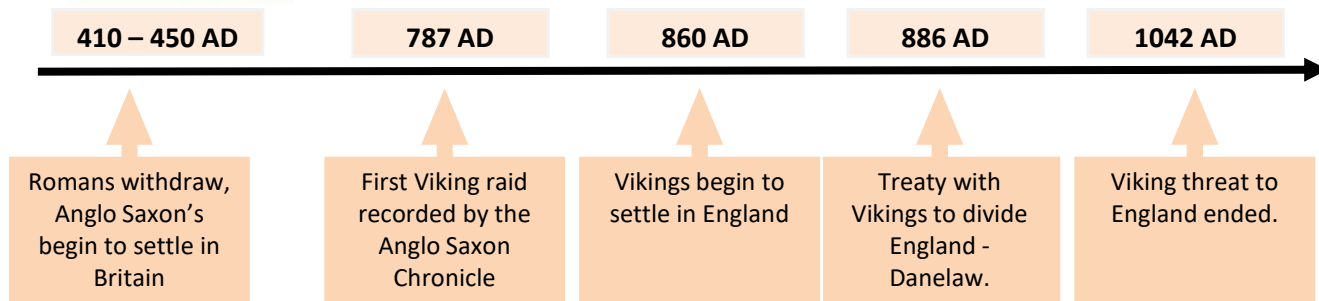 410 – 450 AD
787 AD
860 AD
886 AD
1042 AD
Romans withdraw,
Anglo Saxon’s
begin to settle in
Britain
First Viking raid
recorded by the
Anglo Saxon
Chronicle
Vikings begin to
settle in England
Treaty with
Vikings to divide
England -
Danelaw.
Viking threat to
England ended.